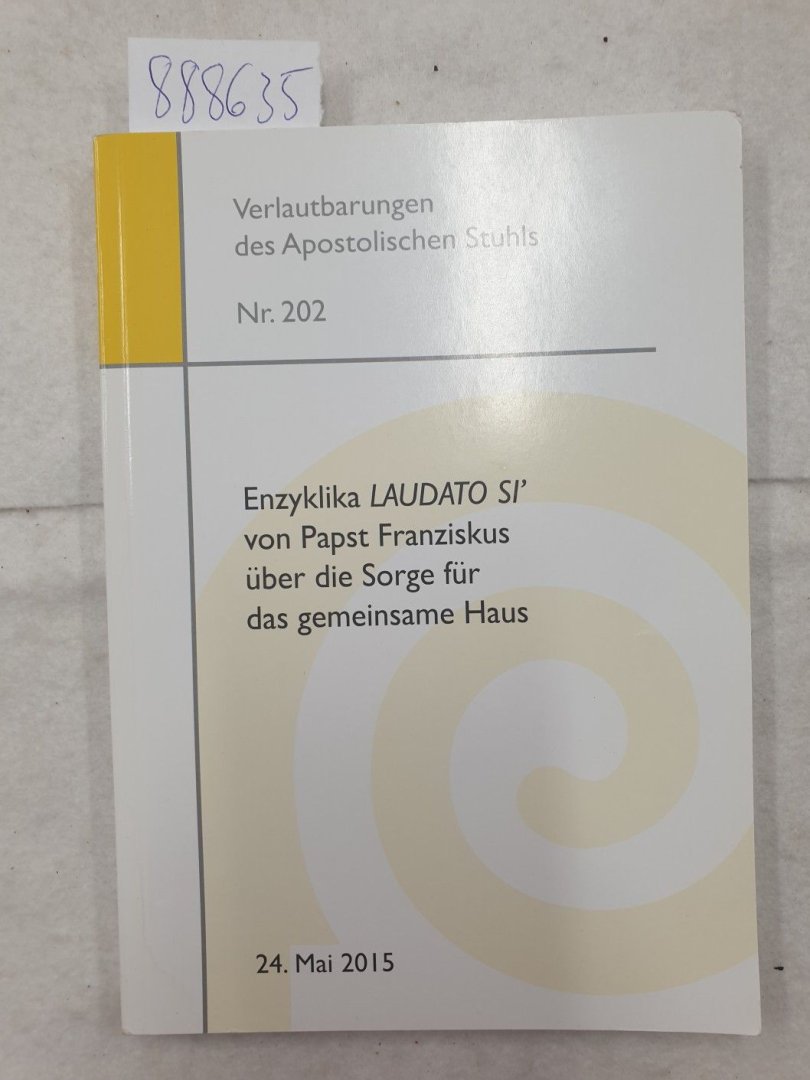 888635
Verlautbarungen
des Apostolischen Stuhls
Nr. 202
Enzyklika LAUDATO SI’
von Papst Franziskus
über die Sorge für
das gemeinsame Haus
24. Mai 2015